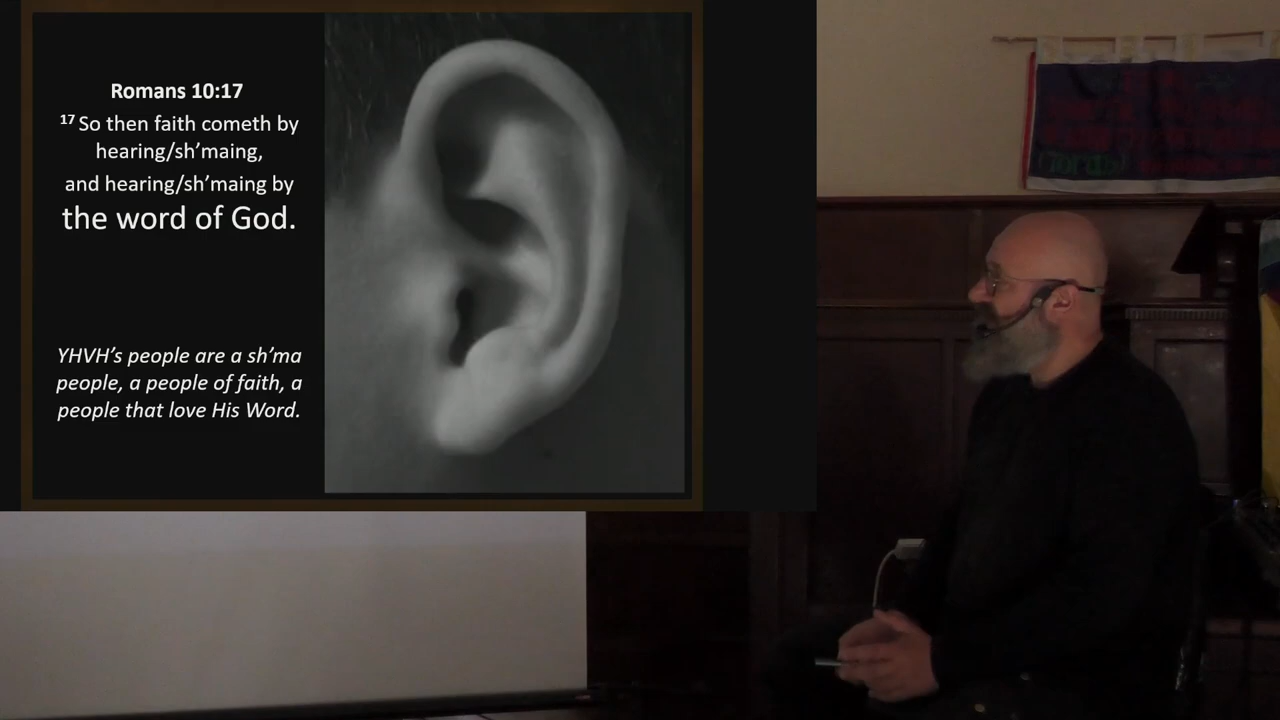 Romans 10:17
17 So then faith cometh by
hearing/sh’maing,
and hearing/sh’maing by
the word of God.
YHVH’s people are a sh’ma
people, a people of faith, a
people that love His Word.